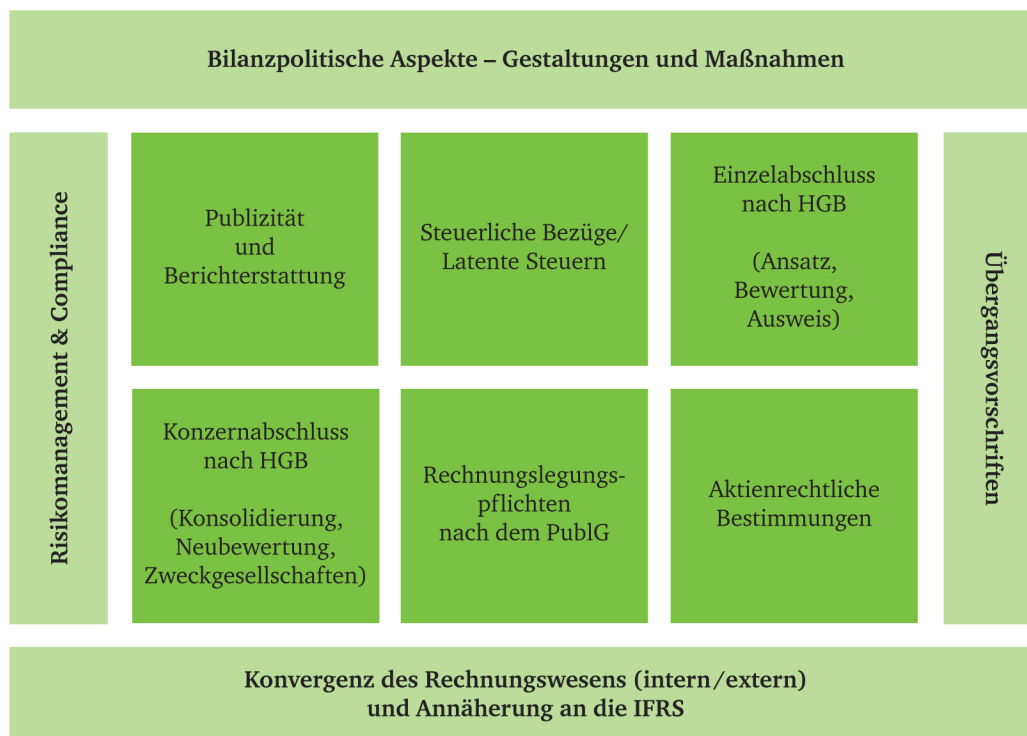 Bilanzpolitische Aspekte – Gestaltungen und Maßnahmen
Risikomanagement & Compliance
Publizität
und
Berichterstattung
Steuerliche Bezüge/
Latente Steuern
Einzelabschluss
nach HGB
(Ansatz,
Bewertung,
Ausweis)
Konzernabschluss
nach HGB
(Konsolidierung,
Neubewertung,
Zweckgesellschaften)
Rechnungslegungs-
pflichten
nach dem PublG
Aktienrechtliche
Bestimmungen
Übergangsvorschriften
Konvergenz des Rechnungswesens (intern/extern)
und Annäherung an die IFRS